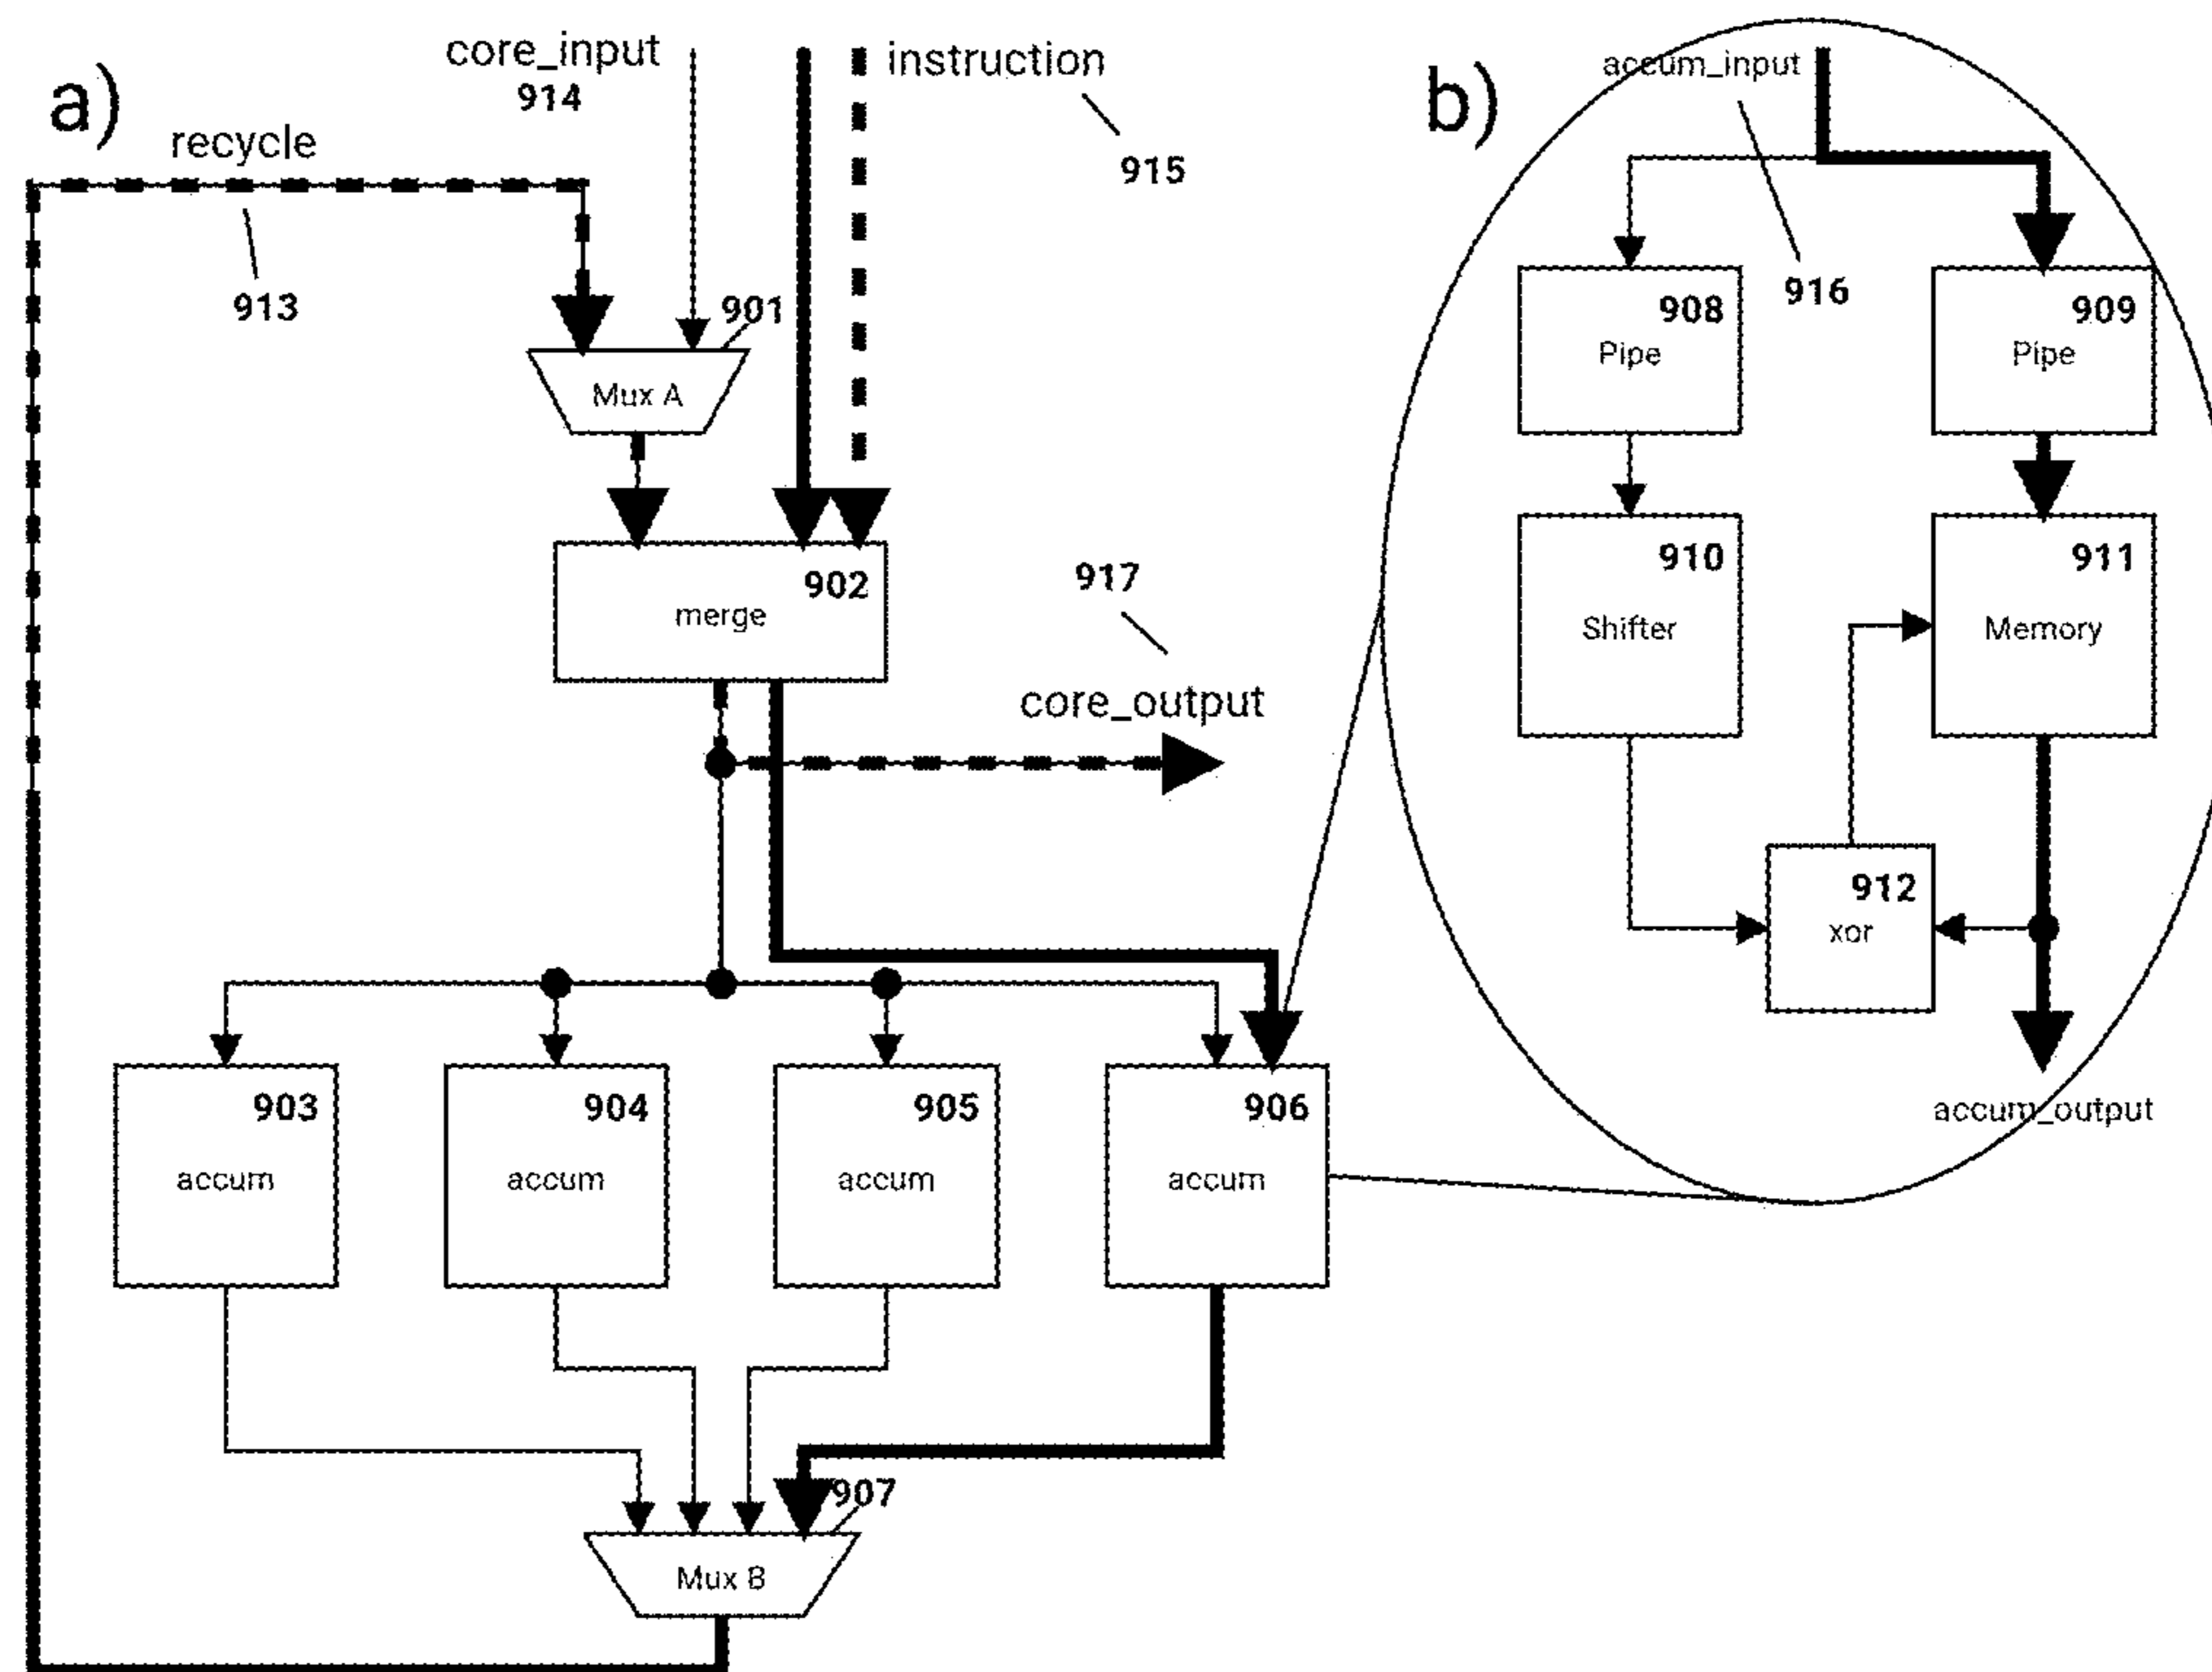 a)
core_input
914
instruction
915
recycle
913
901
Mux A
902
merge
917
core_output
903
accum
904
accum
905
accum
906
accum
907
Mux B
b)
accum_input
916
908
Pipe
909
Pipe
910
Shifter
911
Memory
912
xor
accum_output